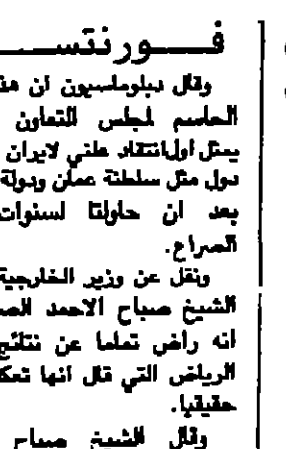 فورنتس
وقال دبلوماسيون ان هذ
الحاسم لمجلس التعاون
يمثل اول انتقاد علني لايران
دول مثل سلطنة عمان ودولة
بعد ان حاولتا لسنوات
الصراع.
ونقل عن وزير الخارجية
الشيخ صباح الاحمد الص
انه راض تماما عن نتائج
الرياض التي قال انها تعك
حقيقيا.
وقال الشيخ صباح